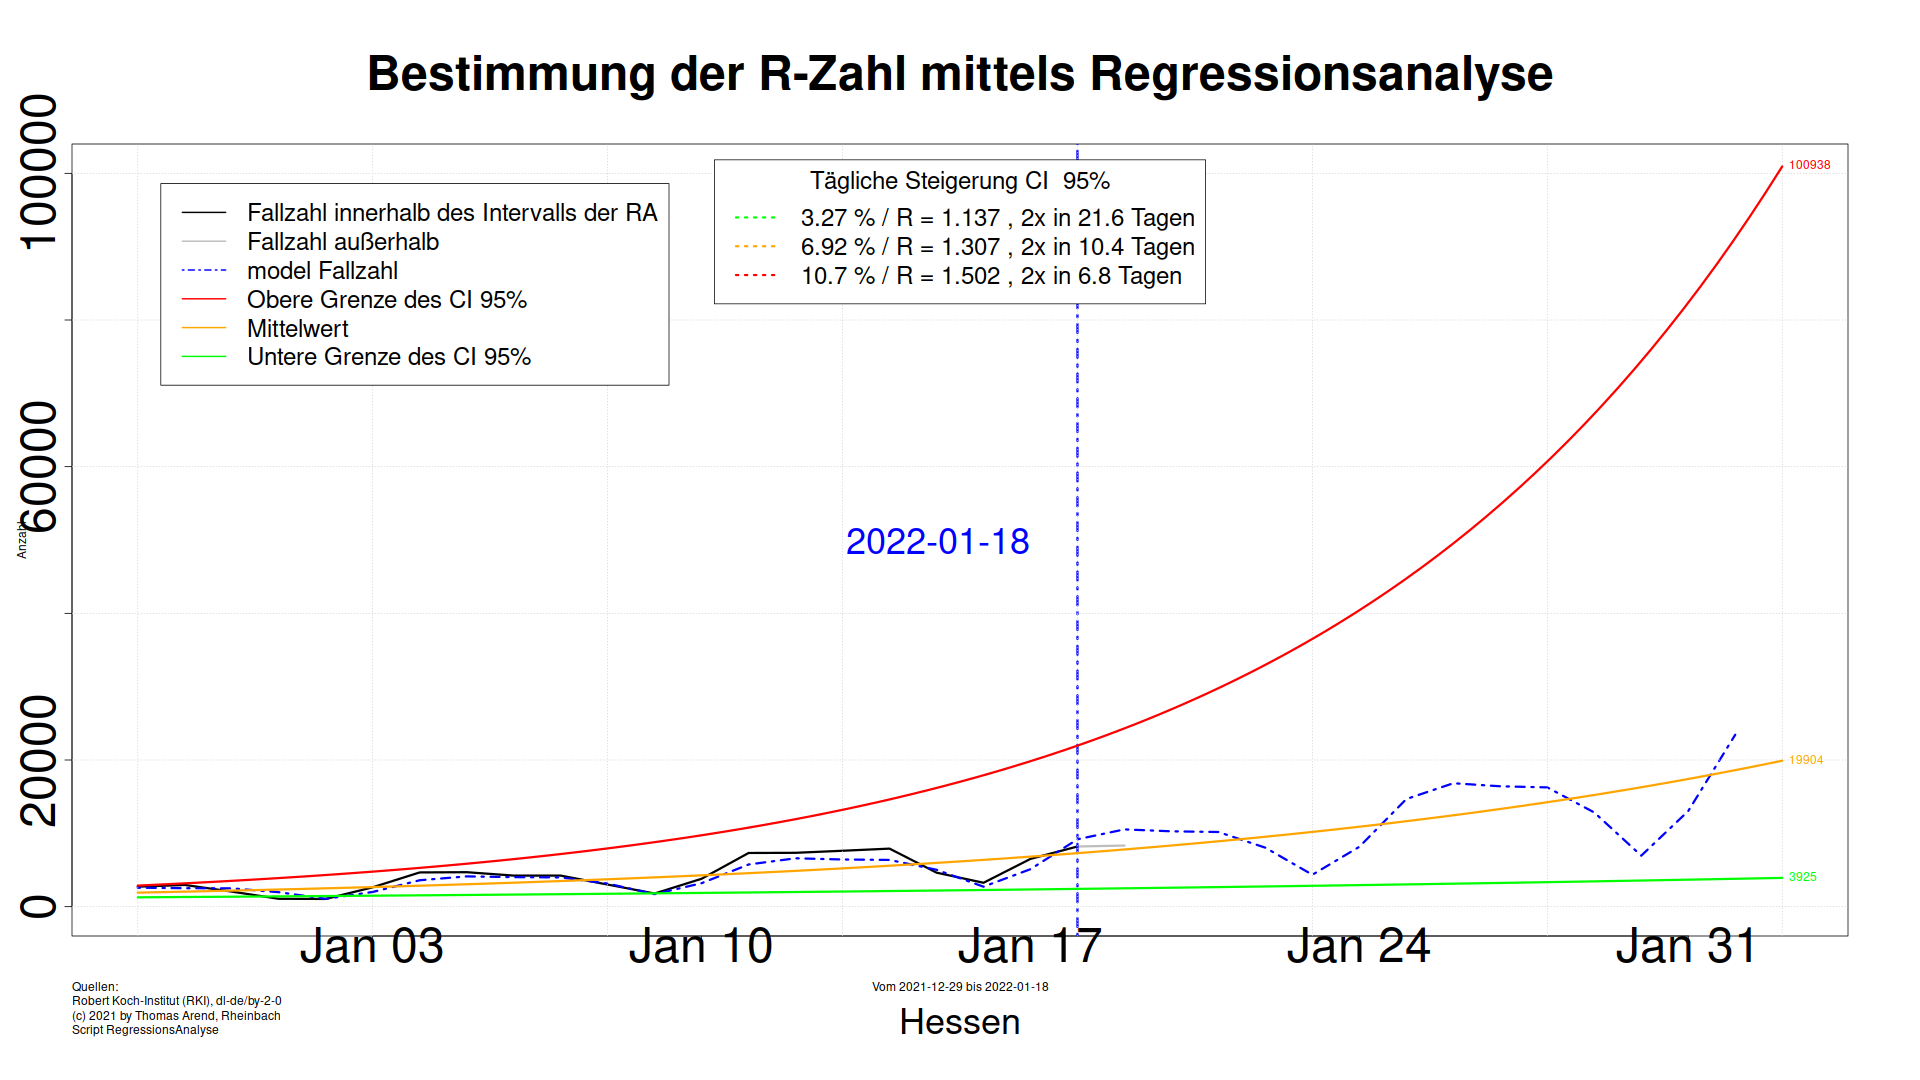 Bestimmung der R-Zahl mittels Regressionsanalyse
100000
60000
20000
0
Anzahl
Fallzahl innerhalb des Intervalls der RA
Fallzahl außerhalb
model Fallzahl
Obere Grenze des CI 95%
Mittelwert
Untere Grenze des CI 95%
Tägliche Steigerung CI  95%
3.27 % / R = 1.137 , 2x in 21.6 Tagen
6.92 % / R = 1.307 , 2x in 10.4 Tagen
10.7 % / R = 1.502 , 2x in 6.8 Tagen
100938
2022-01-18
19904
3925
Jan 03
Jan 10
Jan 17
Jan 24
Jan 31
Quellen:
Robert Koch-Institut (RKI), dl-de/by-2-0
(c) 2021 by Thomas Arend, Rheinbach
Script RegressionsAnalyse
Vom 2021-12-29 bis 2022-01-18
Hessen